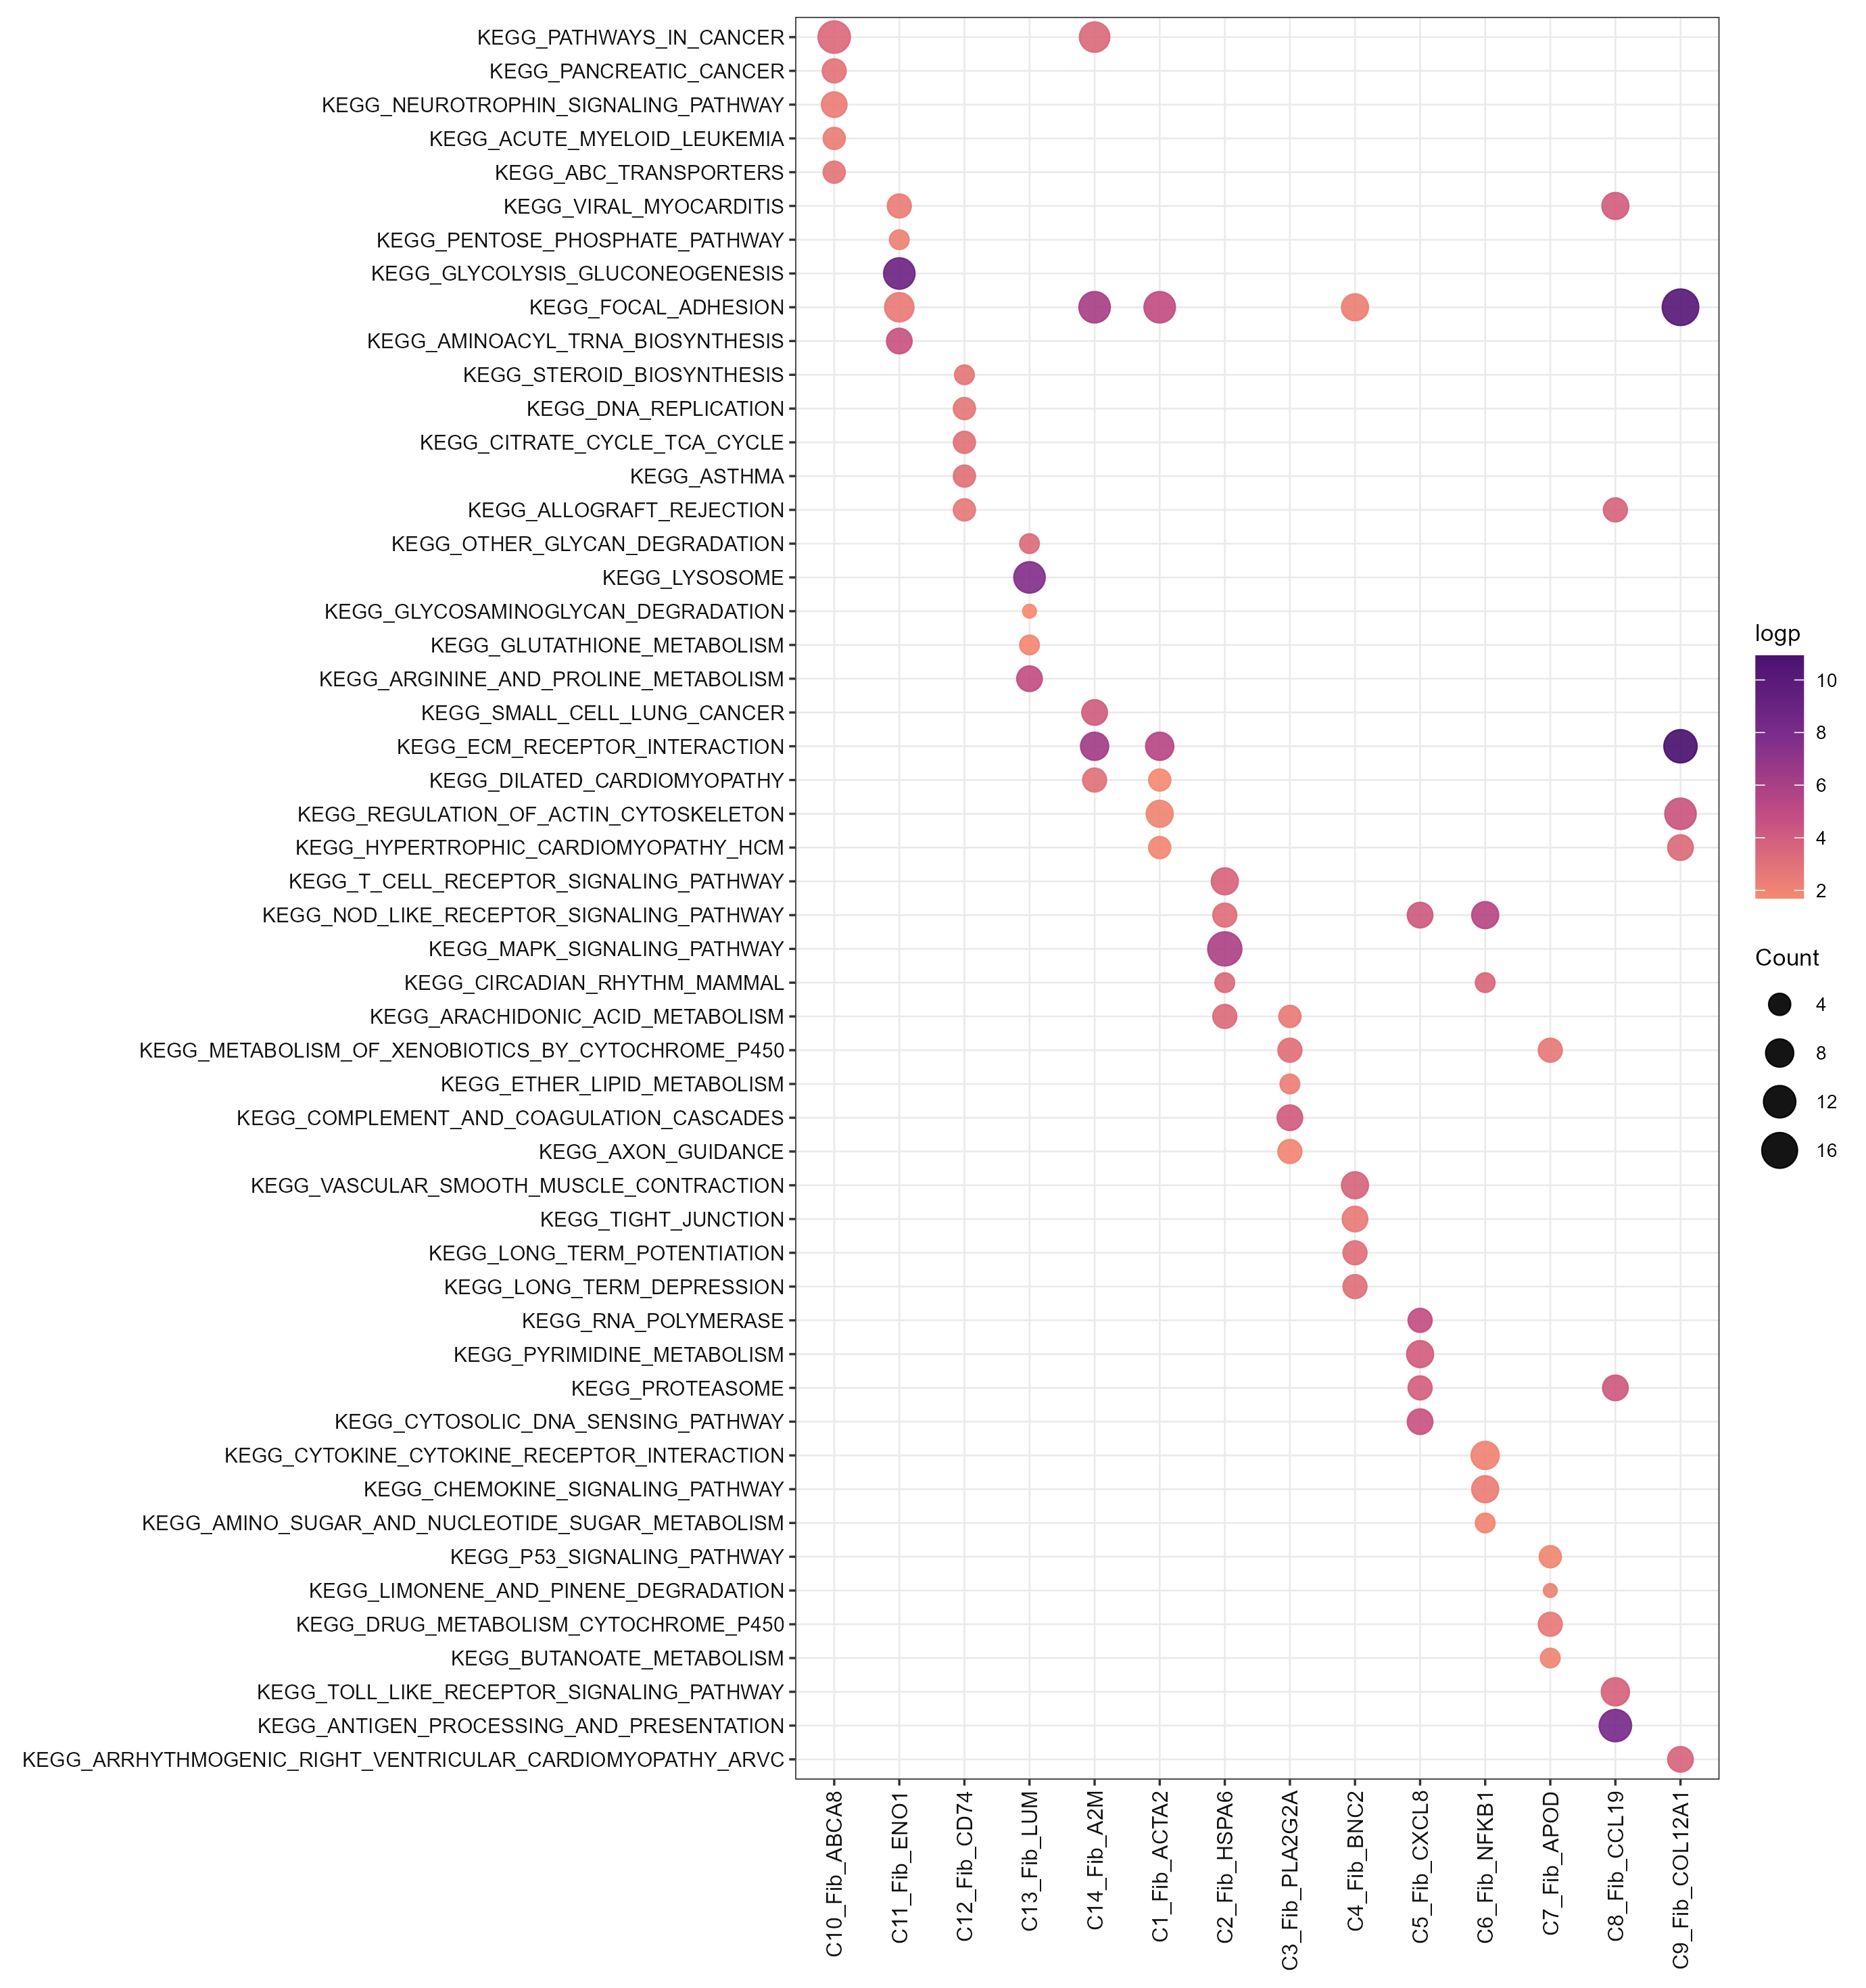 KEGG_PATHWAYS_IN_CANCER
KEGG_PANCREATIC_CANCER
KEGG_NEUROTROPHIN_SIGNALING_PATHWAY
KEGG_ACUTE_MYELOID_LEUKEMIA
KEGG_ABC_TRANSPORTERS
KEGG_VIRAL_MYOCARDITIS
KEGG_PENTOSE_PHOSPHATE_PATHWAY
KEGG_GLYCOLYSIS_GLUCONEOGENESIS
KEGG_FOCAL_ADHESION
KEGG_AMINOACYL_TRNA_BIOSYNTHESIS
KEGG_STEROID_BIOSYNTHESIS
KEGG_DNA_REPLICATION
KEGG_CITRATE_CYCLE_TCA_CYCLE
KEGG_ASTHMA
KEGG_ALLOGRAFT_REJECTION
KEGG_OTHER_GLYCAN_DEGRADATION
KEGG_LYSOSOME
KEGG_GLYCOSAMINOGLYCAN_DEGRADATION
KEGG_GLUTATHIONE_METABOLISM
KEGG_ARGININE_AND_PROLINE_METABOLISM
KEGG_SMALL_CELL_LUNG_CANCER
KEGG_ECM_RECEPTOR_INTERACTION
KEGG_DILATED_CARDIOMYOPATHY
KEGG_REGULATION_OF_ACTIN_CYTOSKELETON
KEGG_HYPERTROPHIC_CARDIOMYOPATHY_HCM
KEGG_T_CELL_RECEPTOR_SIGNALING_PATHWAY
KEGG_NOD_LIKE_RECEPTOR_SIGNALING_PATHWAY
KEGG_MAPK_SIGNALING_PATHWAY
KEGG_CIRCADIAN_RHYTHM_MAMMAL
KEGG_ARACHIDONIC_ACID_METABOLISM
KEGG_METABOLISM_OF_XENOBIOTICS_BY_CYTOCHROME_P450
KEGG_ETHER_LIPID_METABOLISM
KEGG_COMPLEMENT_AND_COAGULATION_CASCADES
KEGG_AXON_GUIDANCE
KEGG_VASCULAR_SMOOTH_MUSCLE_CONTRACTION
KEGG_TIGHT_JUNCTION
KEGG_LONG_TERM_POTENTIATION
KEGG_LONG_TERM_DEPRESSION
KEGG_RNA_POLYMERASE
KEGG_PYRIMIDINE_METABOLISM
KEGG_PROTEASOME
KEGG_CYTOSOLIC_DNA_SENSING_PATHWAY
KEGG_CYTOKINE_CYTOKINE_RECEPTOR_INTERACTION
KEGG_CHEMOKINE_SIGNALING_PATHWAY
KEGG_AMINO_SUGAR_AND_NUCLEOTIDE_SUGAR_METABOLISM
KEGG_P53_SIGNALING_PATHWAY
KEGG_LIMONENE_AND_PINENE_DEGRADATION
KEGG_DRUG_METABOLISM_CYTOCHROME_P450
KEGG_BUTANOATE_METABOLISM
KEGG_TOLL_LIKE_RECEPTOR_SIGNALING_PATHWAY
KEGG_ANTIGEN_PROCESSING_AND_PRESENTATION
KEGG_ARRHYTHMOGENIC_RIGHT_VENTRICULAR_CARDIOMYOPATHY_ARVC
C10_Fib_ABCA8
C11_Fib_ENO1
C12_Fib_CD74
C13_Fib_LUM
C14_Fib_A2M
C1_Fib_ACTA2
C2_Fib_HSPA6
C3_Fib_PLA2G2A
C4_Fib_BNC2
C5_Fib_CXCL8
C6_Fib_NFKB1
C7_Fib_APOD
C8_Fib_CCL19
C9_Fib_COL12A1
logp
10
8
6
4
2
Count
4
8
12
16